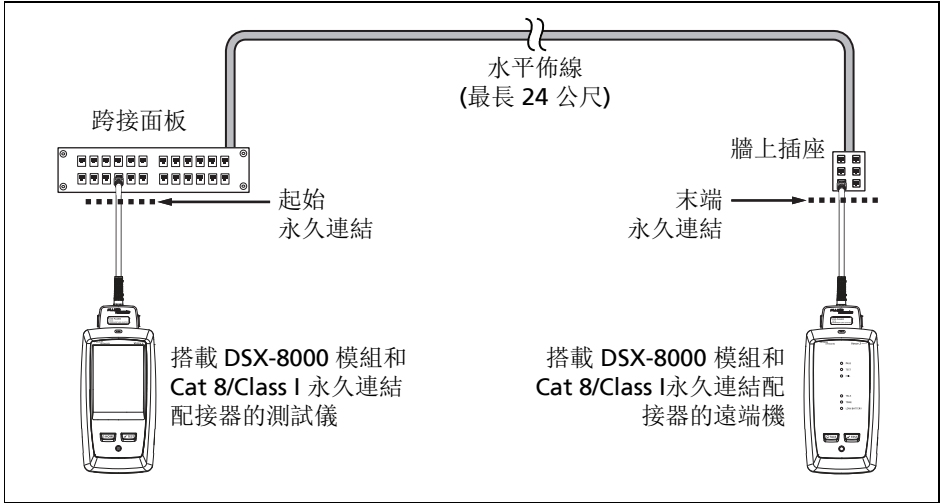 水平佈線
(最長 24 公尺)
跨接面板
牆上插座
起始
永久連結
末端
永久連結
搭載 DSX-8000 模組和
Cat 8/Class I 永久連結
配接器的測試儀
搭載 DSX-8000 模組和
Cat 8/Class I永久連結配
接器的遠端機